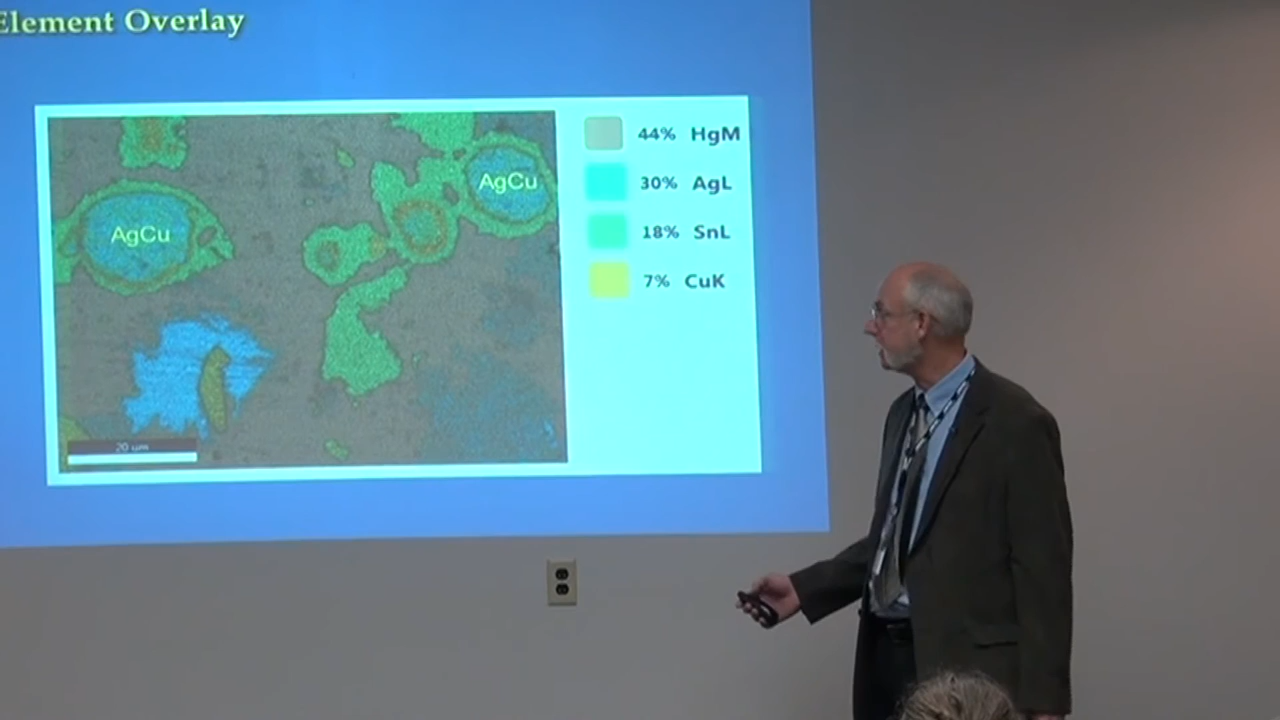 Element Overlay
44% HgM
AgCu
30% AgL
AgCu
18% SnL
7% CuK
20 µm